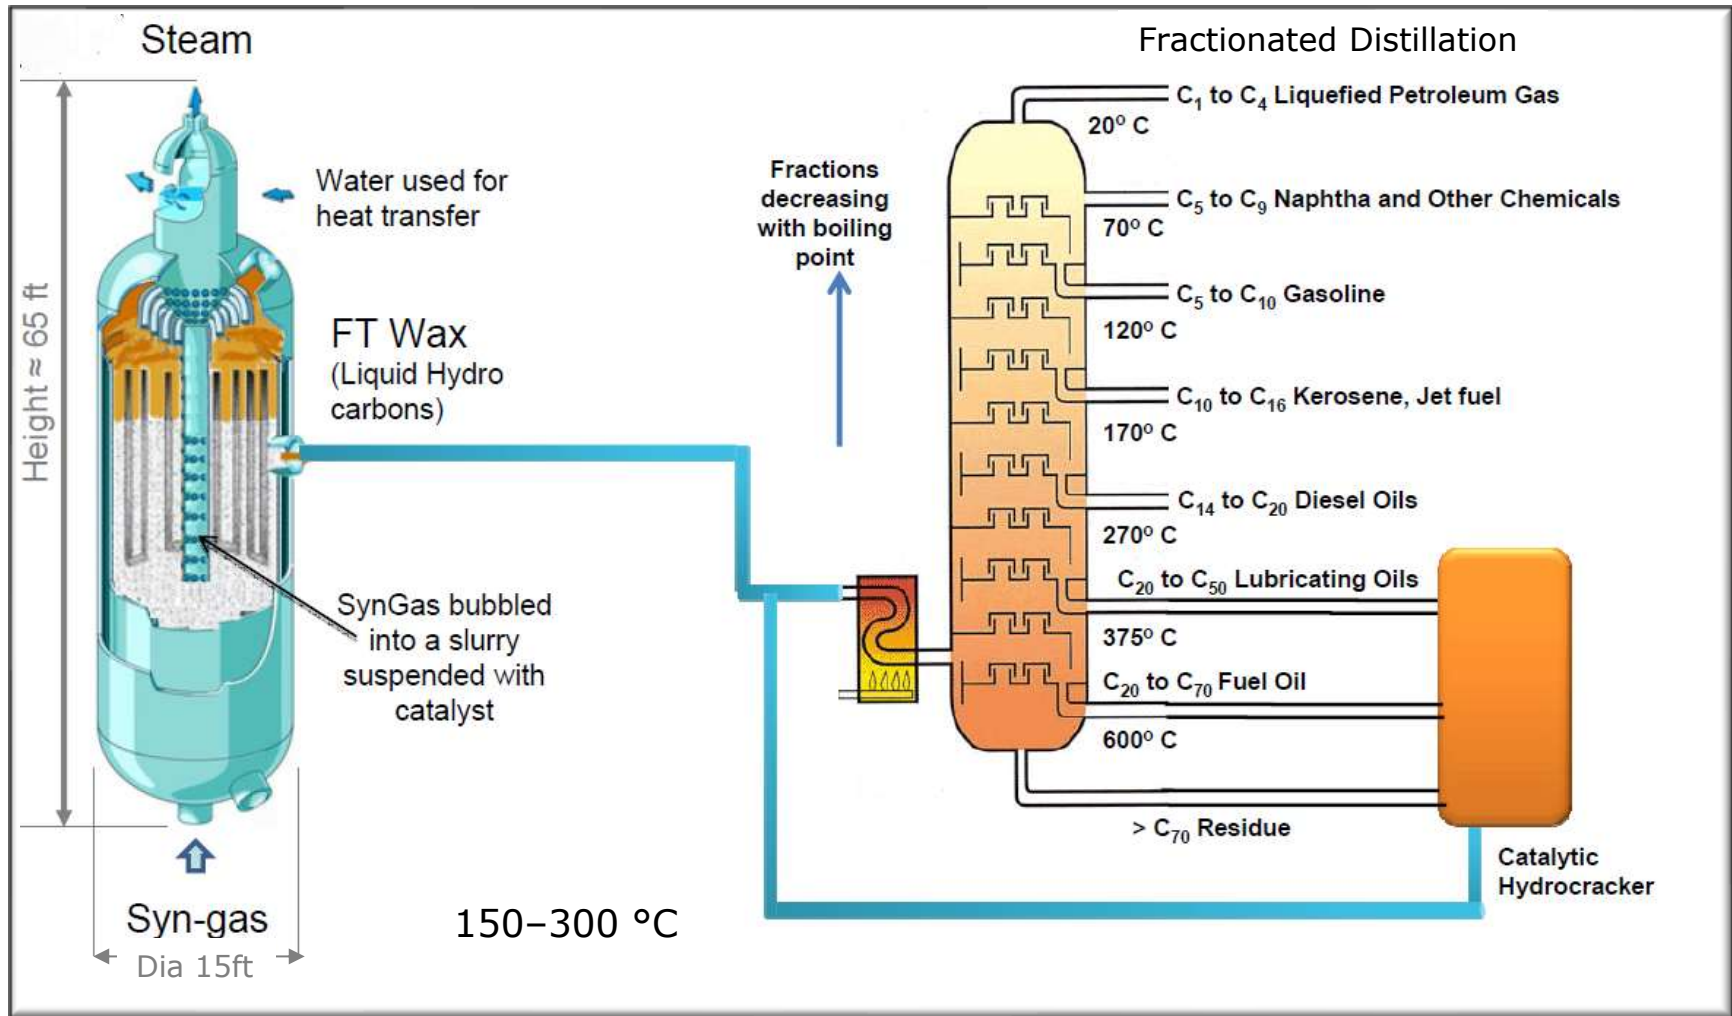 Steam
Water used for
heat transfer
FT Wax
(Liquid Hydro
carbons)
Height ≈ 65 ft
SynGas bubbled
into a slurry
suspended with
catalyst
Syn-gas
Dia 15ft
150–300 °C
Fractions
decreasing
with boiling
point
Fractionated Distillation
C₁ to C₄ Liquefied Petroleum Gas
20° C
C₅ to C₉ Naphtha and Other Chemicals
70° C
C₅ to C₁₀ Gasoline
120° C
C₁₀ to C₁₆ Kerosene, Jet fuel
170° C
C₁₄ to C₂₀ Diesel Oils
270° C
C₂₀ to C₅₀ Lubricating Oils
375° C
C₂₀ to C₇₀ Fuel Oil
600° C
> C₇₀ Residue
Catalytic
Hydrocracker